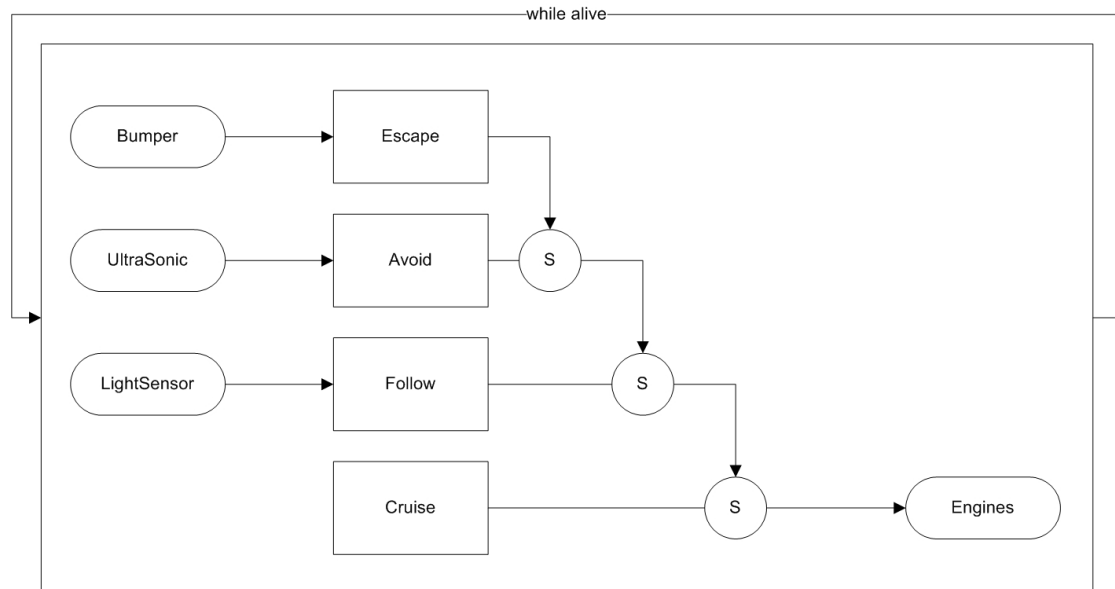 while alive
Bumper
Escape
UltraSonic
Avoid
S
LightSensor
Follow
S
Cruise
S
Engines